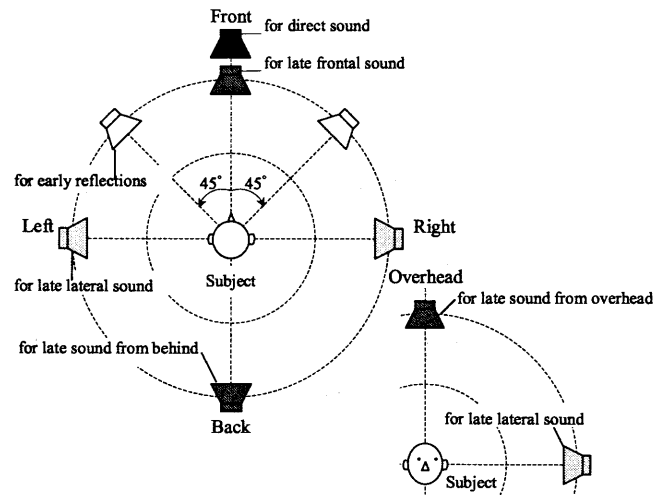 Front
for direct sound
for late frontal sound
for early reflections
45° 45°
Left
Right
Subject
for late lateral sound
Overhead
for late sound from overhead
for late sound from behind
Back
for late lateral sound
Subject